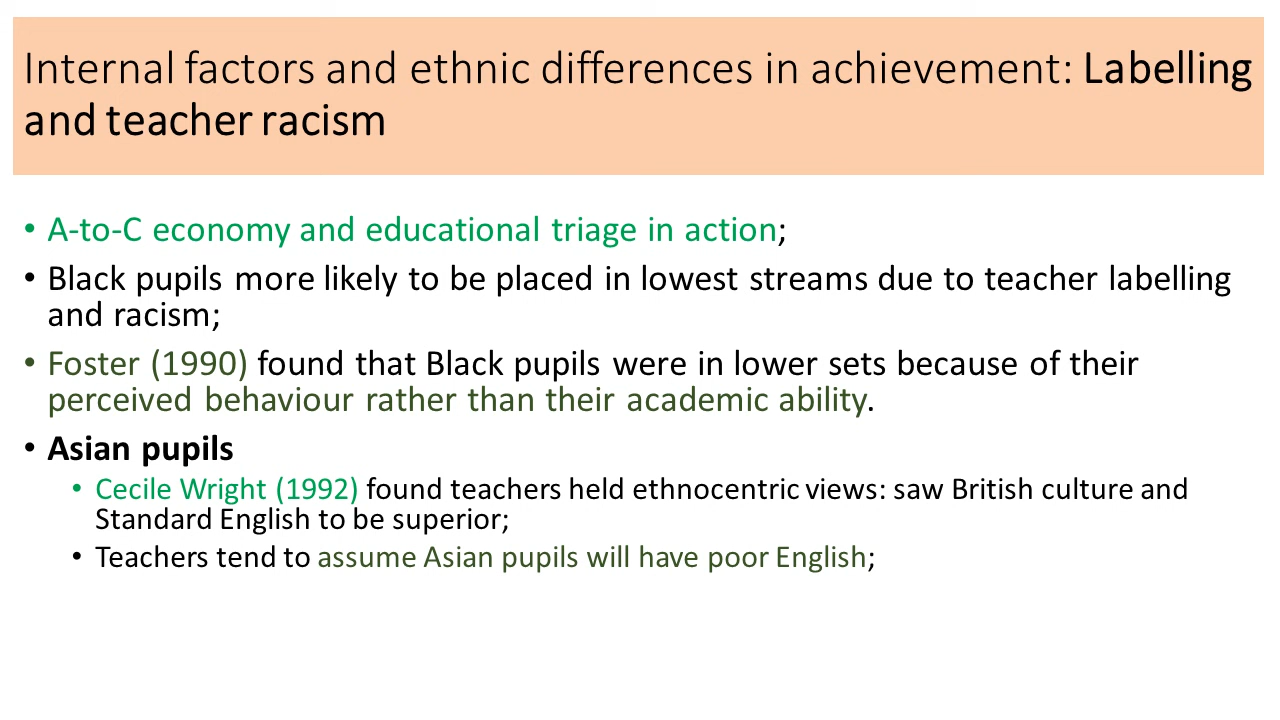 Internal factors and ethnic differences in achievement: Labelling
and teacher racism
• A-to-C economy and educational triage in action;
• Black pupils more likely to be placed in lowest streams due to teacher labelling
and racism;
• Foster (1990) found that Black pupils were in lower sets because of their
perceived behaviour rather than their academic ability.
• Asian pupils
• Cecile Wright (1992) found teachers held ethnocentric views: saw British culture and
Standard English to be superior;
• Teachers tend to assume Asian pupils will have poor English;